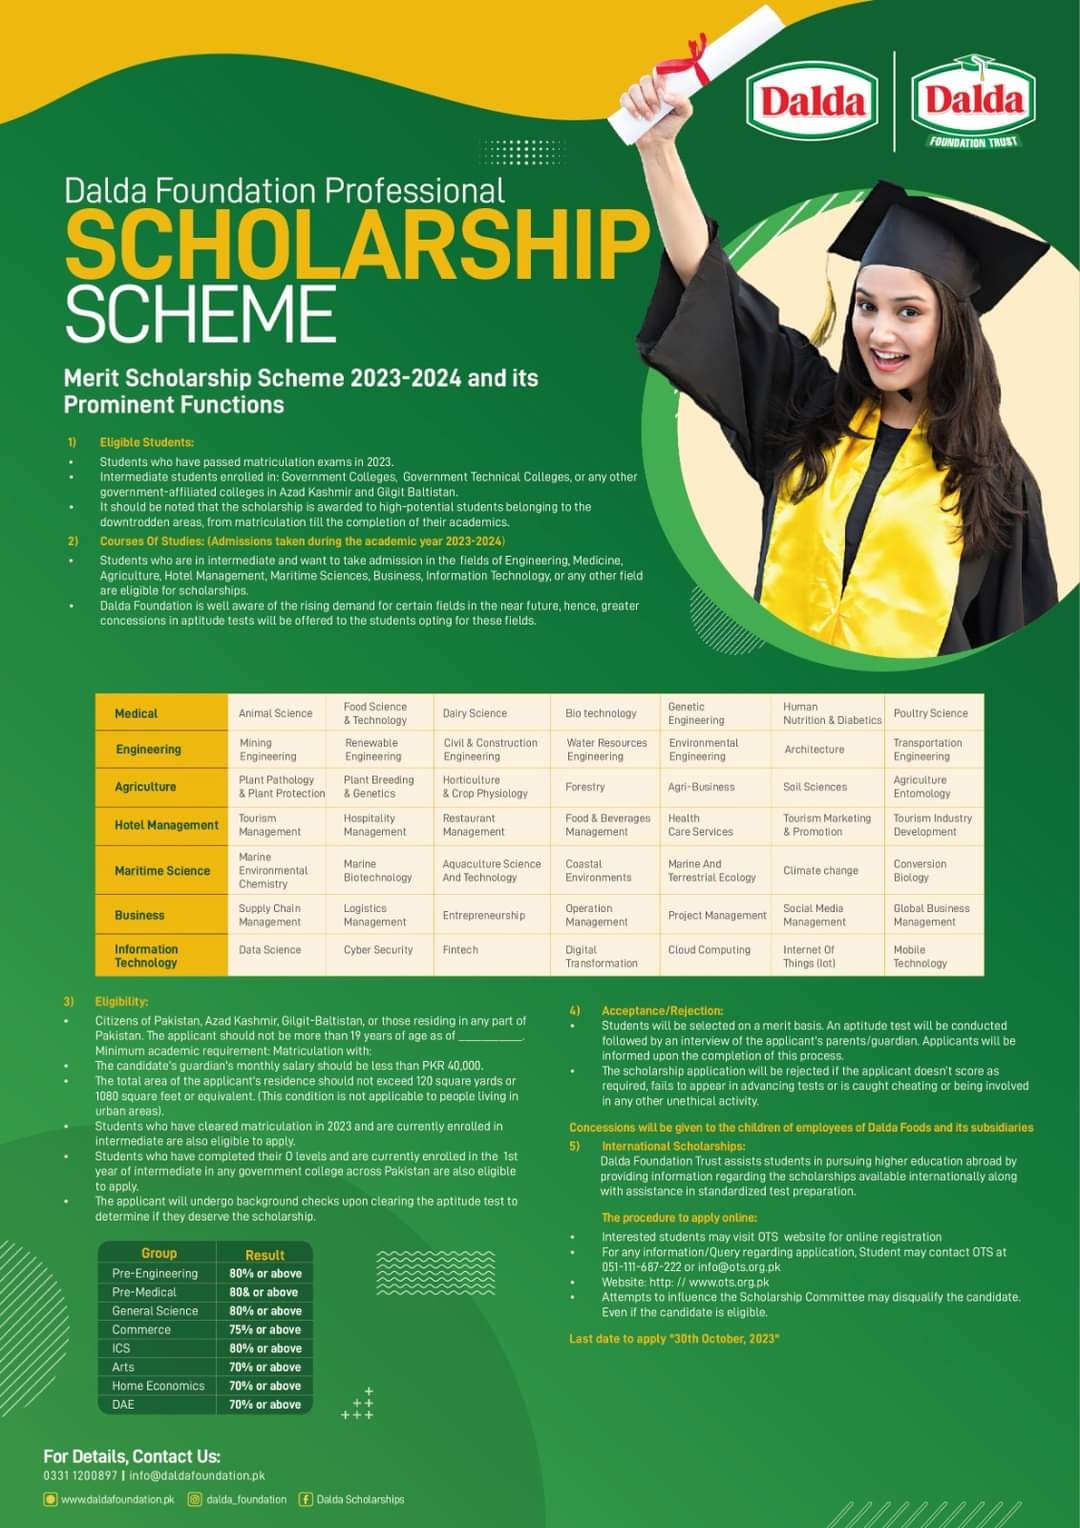 Dalda
Dalda
FOUNDATION TRUST
Dalda Foundation Professional
SCHOLARSHIP
SCHEME
Merit Scholarship Scheme 2023-2024 and its
Prominent Functions
1) Eligible Students:
• Students who have passed matriculation exams in 2023.
• Intermediate students enrolled in: Government Colleges, Government Technical Colleges, or any other
government-affiliated colleges in Azad Kashmir and Gilgit Baltistan.
• It should be noted that the scholarship is awarded to high-potential students belonging to the
downtrodden areas, from matriculation till the completion of their academics.
2) Courses Of Studies: (Admissions taken during the academic year 2023-2024)
• Students who are in intermediate and want to take admission in the fields of Engineering, Medicine,
Agriculture, Hotel Management, Maritime Sciences, Business, Information Technology, or any other field
are eligible for scholarships.
• Dalda Foundation is well aware of the rising demand for certain fields in the near future, hence, greater
concessions in aptitude tests will be offered to the students opting for these fields.
Medical Animal Science Food Science & Technology Dairy Science Bio technology Genetic Engineering Human Nutrition & Diabetics Poultry Science
Engineering Mining Engineering Renewable Engineering Civil & Construction Engineering Water Resources Engineering Environmental Engineering Architecture Transportation Engineering
Agriculture Plant Pathology & Plant Protection Plant Breeding & Genetics Horticulture & Crop Physiology Forestry Agri-Business Soil Sciences Agriculture Entomology
Hotel Management Tourism Management Hospitality Management Restaurant Management Food & Beverages Management Health Care Services Tourism Marketing & Promotion Tourism Industry Development
Maritime Science Marine Environmental Chemistry Marine Biotechnology Aquaculture Science And Technology Coastal Environments Marine And Terrestrial Ecology Climate change Conversion Biology
Business Supply Chain Management Logistics Management Entrepreneurship Operation Management Project Management Social Media Management Global Business Management
Information Technology Data Science Cyber Security Fintech Digital Transformation Cloud Computing Internet Of Things (Iot) Mobile Technology
3) Eligibility:
• Citizens of Pakistan, Azad Kashmir, Gilgit-Baltistan, or those residing in any part of
Pakistan. The applicant should not be more than 19 years of age as of ___________.
Minimum academic requirement: Matriculation with:
• The candidate's guardian's monthly salary should be less than PKR 40,000.
• The total area of the applicant's residence should not exceed 120 square yards or
1080 square feet or equivalent. (This condition is not applicable to people living in
urban areas).
• Students who have cleared matriculation in 2023 and are currently enrolled in
intermediate are also eligible to apply.
• Students who have completed their O levels and are currently enrolled in the 1st
year of intermediate in any government college across Pakistan are also eligible
to apply.
• The applicant will undergo background checks upon clearing the aptitude test to
determine if they deserve the scholarship.
Group Result
Pre-Engineering 80% or above
Pre-Medical 80& or above
General Science 80% or above
Commerce 75% or above
ICS 80% or above
Arts 70% or above
Home Economics 70% or above
DAE 70% or above
4) Acceptance/Rejection:
• Students will be selected on a merit basis. An aptitude test will be conducted
followed by an interview of the applicant's parents/guardian. Applicants will be
informed upon the completion of this process.
• The scholarship application will be rejected if the applicant doesn't score as
required, fails to appear in advancing tests or is caught cheating or being involved
in any other unethical activity.
Concessions will be given to the children of employees of Dalda Foods and its subsidiaries
5) International Scholarships:
Dalda Foundation Trust assists students in pursuing higher education abroad by
providing information regarding the scholarships available internationally along
with assistance in standardized test preparation.
The procedure to apply online:
• Interested students may visit OTS website for online registration
• For any information/Query regarding application, Student may contact OTS at
051-111-687-222 or info@ots.org.pk
• Website: http: // www.ots.org.pk
• Attempts to influence the Scholarship Committee may disqualify the candidate.
Even if the candidate is eligible.
Last date to apply "30th October, 2023"
For Details, Contact Us:
0331 1200897 | info@daldafoundation.pk
www.daldafoundation.pk dalda_foundation Dalda Scholarships